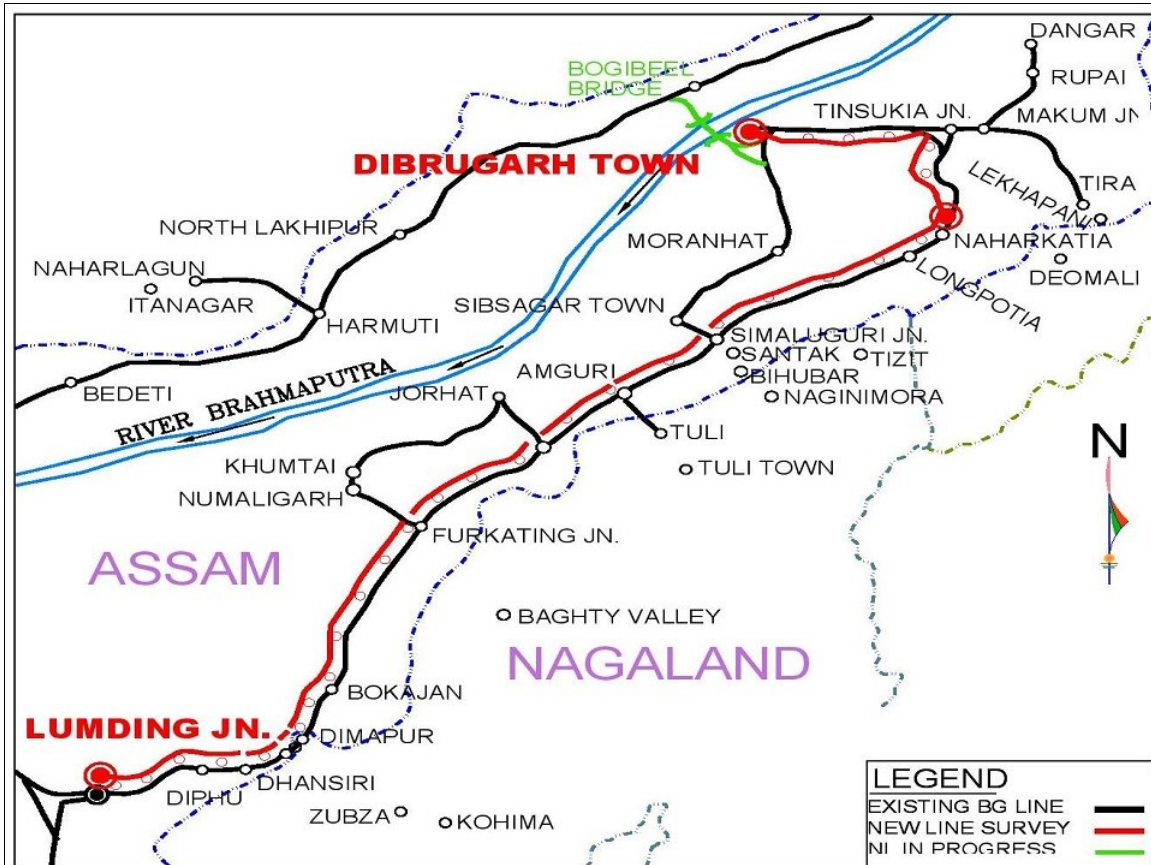 DANGAR
BOGIBEEL
BRIDGE
RUPAI
TINSUKIA JN.
MAKUM JN
DIBRUGARH TOWN
LEKHAPANI
TIRA
NORTH LAKHIPUR
MORANHAT
NAHARKATIA
NAHARLAGUN
DEOMALI
ITANAGAR
SIBSAGAR TOWN
LONGPOTIA
HARMUTI
SIMALUGURI JN.
SANTAK
TIZIT
AMGURI
BIHUBAR
BEDETI
JORHAT
NAGINIMORA
RIVER BRAHMAPUTRA
TULI
N
KHUMTAI
TULI TOWN
NUMALIGARH
FURKATING JN.
ASSAM
BAGHTY VALLEY
NAGALAND
BOKAJAN
LUMDING JN.
DIMAPUR
DHANSIRI
DIPHU
ZUBZA
KOHIMA
LEGEND
EXISTING BG LINE
NEW LINE SURVEY
NL IN PROGRESS